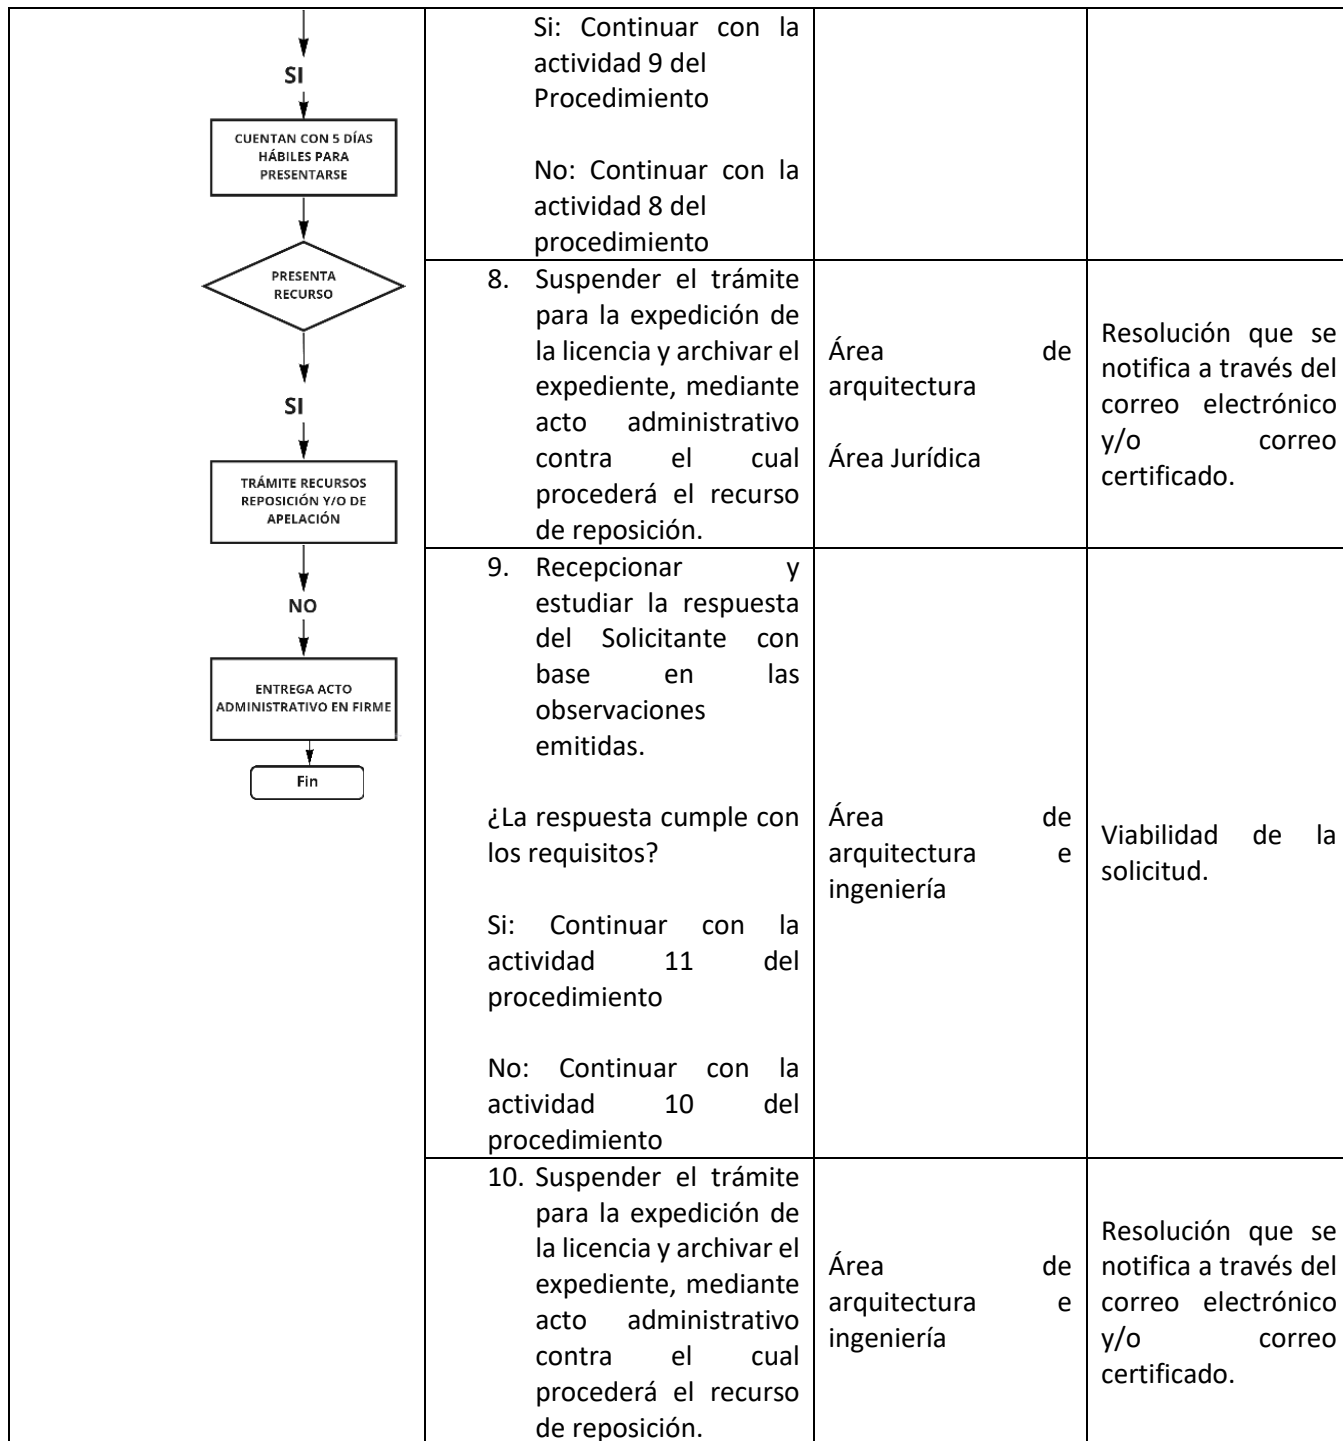 SI
CUENTAN CON 5 DÍAS
HÁBILES PARA
PRESENTARSE
PRESENTA
RECURSO
SI
TRÁMITE RECURSOS
REPOSICIÓN Y/O DE
APELACIÓN
NO
ENTREGA ACTO
ADMINISTRATIVO EN FIRME
Fin
Si: Continuar con la
actividad 9 del
Procedimiento
No: Continuar con la
actividad 8 del
procedimiento
8. Suspender el trámite
para la expedición de
la licencia y archivar el
expediente, mediante
acto administrativo
contra el cual
procederá el recurso
de reposición.
Área de
arquitectura
Área Jurídica
Resolución que se
notifica a través del
correo electrónico
y/o correo
certificado.
9. Recepcionar y
estudiar la respuesta
del Solicitante con
base en las
observaciones
emitidas.
¿La respuesta cumple con
los requisitos?
Si: Continuar con la
actividad 11 del
procedimiento
No: Continuar con la
actividad 10 del
procedimiento
Área de
arquitectura e
ingeniería
Viabilidad de la
solicitud.
10. Suspender el trámite
para la expedición de
la licencia y archivar el
expediente, mediante
acto administrativo
contra el cual
procederá el recurso
de reposición.
Área de
arquitectura e
ingeniería
Resolución que se
notifica a través del
correo electrónico
y/o correo
certificado.